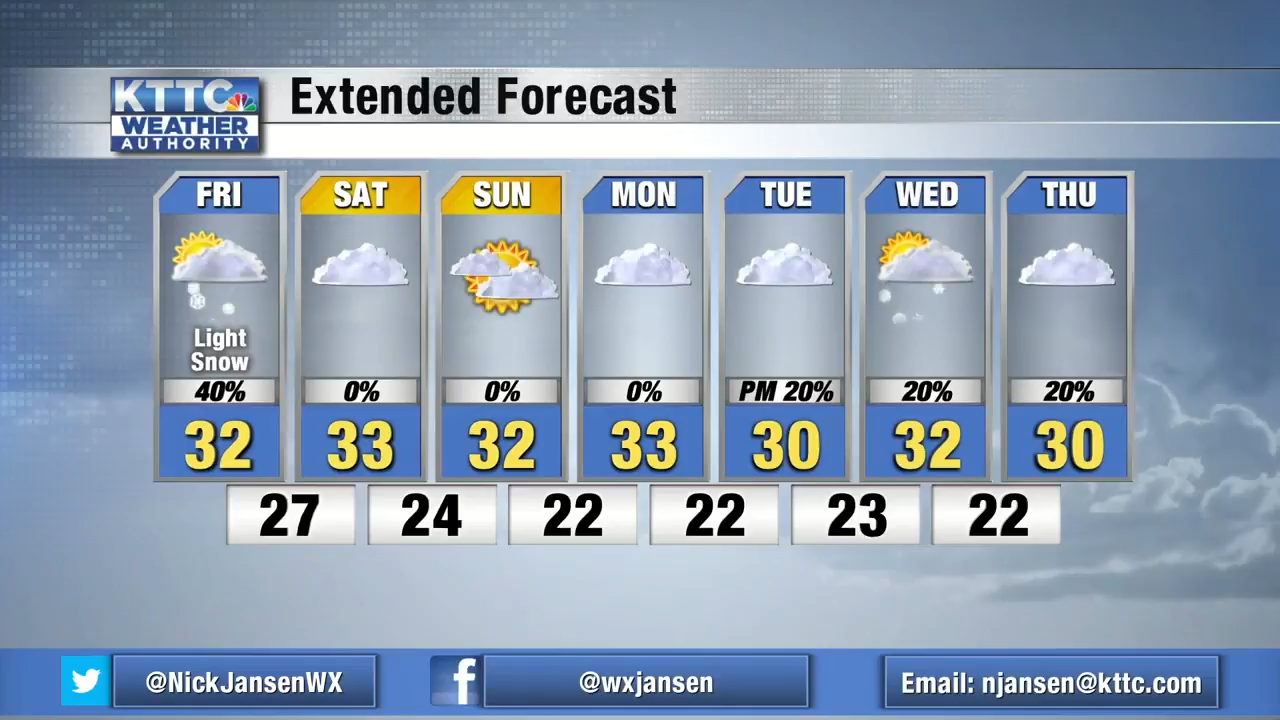 KTTC
WEATHER
AUTHORITY
Extended Forecast
FRI SAT SUN MON TUE WED THU
Light
Snow
40% 0% 0% 0% PM 20% 20% 20%
32 33 32 33 30 32 30
27 24 22 22 23 22
@NickJansenWX @wxjansen Email: njansen@kttc.com